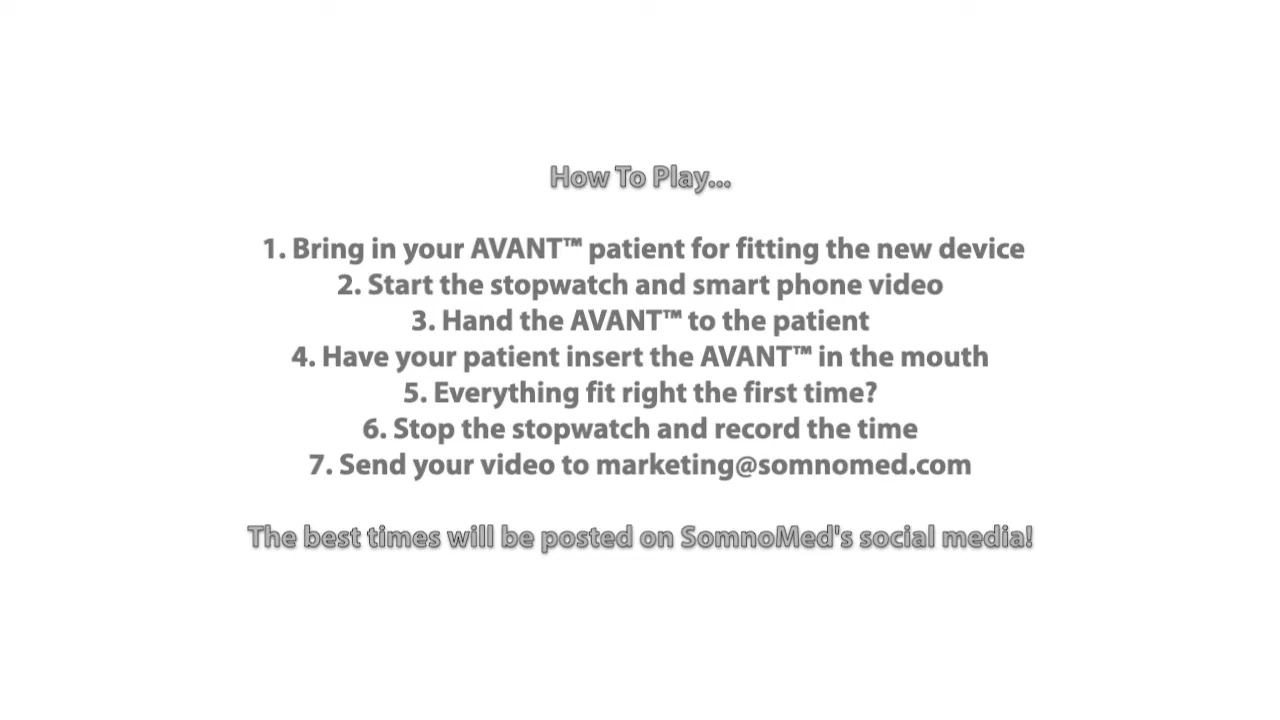 How To Play...
1. Bring in your AVANT™ patient for fitting the new device
2. Start the stopwatch and smart phone video
3. Hand the AVANT™ to the patient
4. Have your patient insert the AVANT™ in the mouth
5. Everything fit right the first time?
6. Stop the stopwatch and record the time
7. Send your video to marketing@somnomed.com
The best times will be posted on SomnoMed's social media!